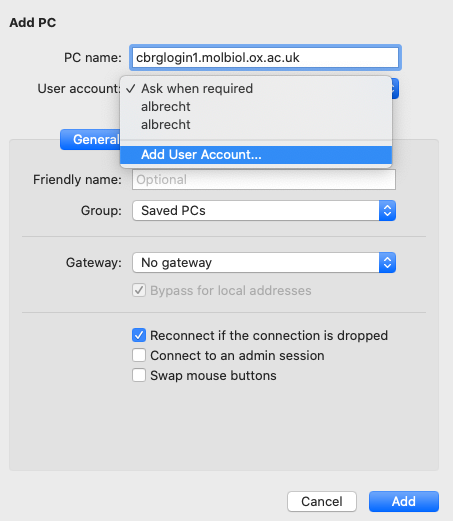 Add PC
PC name: cbrglogin1.molbiol.ox.ac.uk
User account: ✓ Ask when required
albrecht
albrecht
Add User Account...
General
Friendly name: Optional
Group: Saved PCs
Gateway: No gateway
Bypass for local addresses
Reconnect if the connection is dropped
Connect to an admin session
Swap mouse buttons
Cancel Add